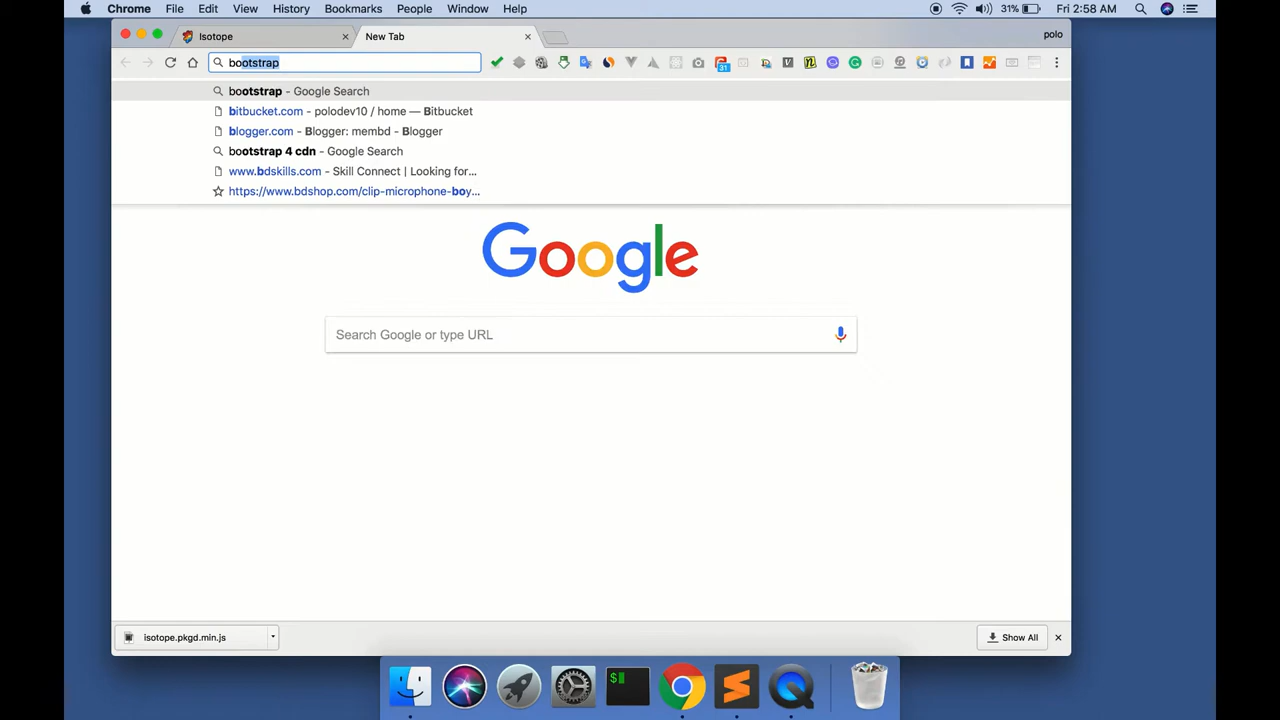 Chrome File Edit View History Bookmarks People Window Help 31% Fri 2:58 AM
Isotope New Tab polo
bootstrap 31
bootstrap - Google Search
bitbucket.com - polodev10 / home — Bitbucket
blogger.com - Blogger: membd - Blogger
bootstrap 4 cdn - Google Search
www.bdskills.com - Skill Connect | Looking for...
https://www.bdshop.com/clip-microphone-boy...
Google
Search Google or type URL
isotope.pkgd.min.js Show All
$